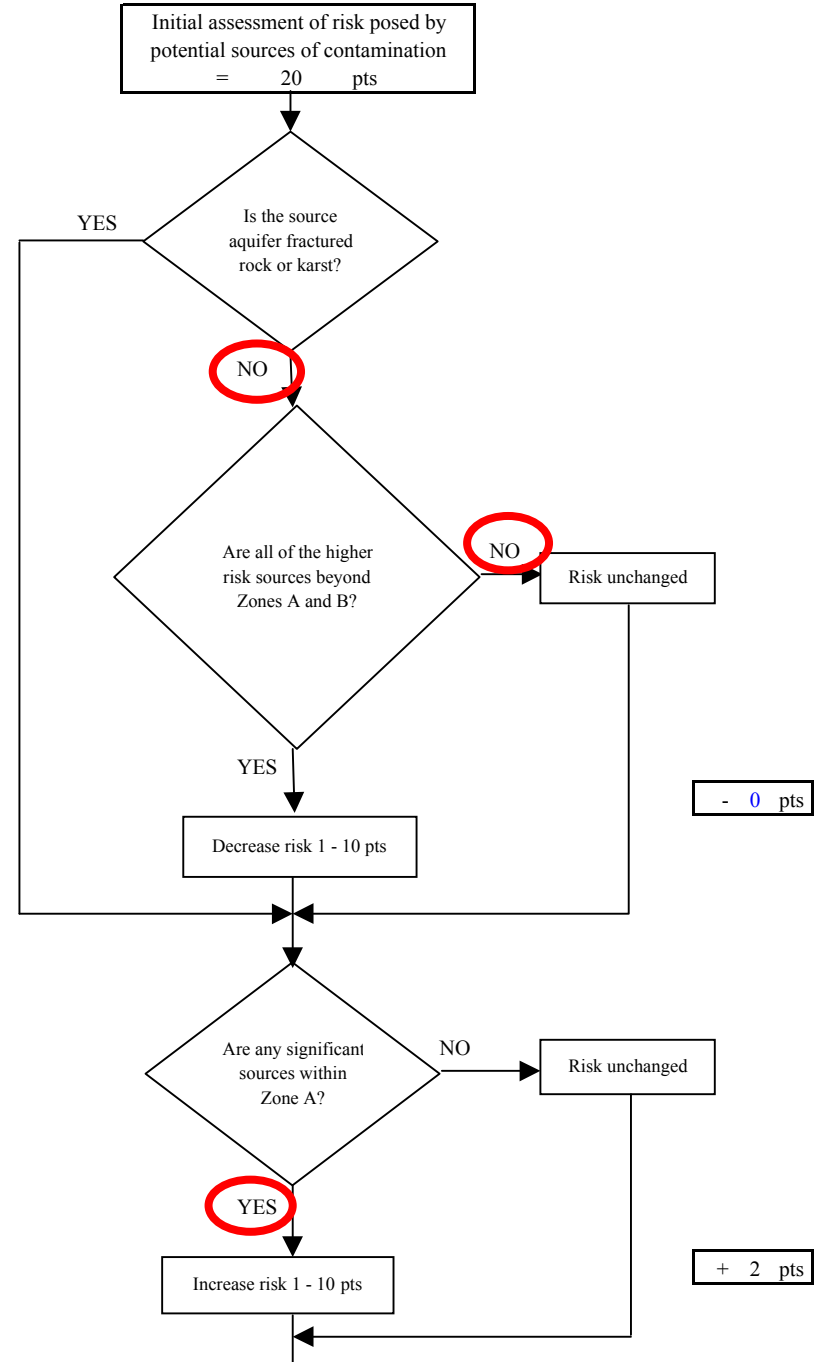 Initial assessment of risk posed by
potential sources of contamination
= 20 pts
YES
Is the source
aquifer fractured
rock or karst?
NO
Are all of the higher
risk sources beyond
Zones A and B?
NO
Risk unchanged
YES
- 0 pts
Decrease risk 1 - 10 pts
Are any significant
sources within
Zone A?
NO
Risk unchanged
YES
+ 2 pts
Increase risk 1 - 10 pts